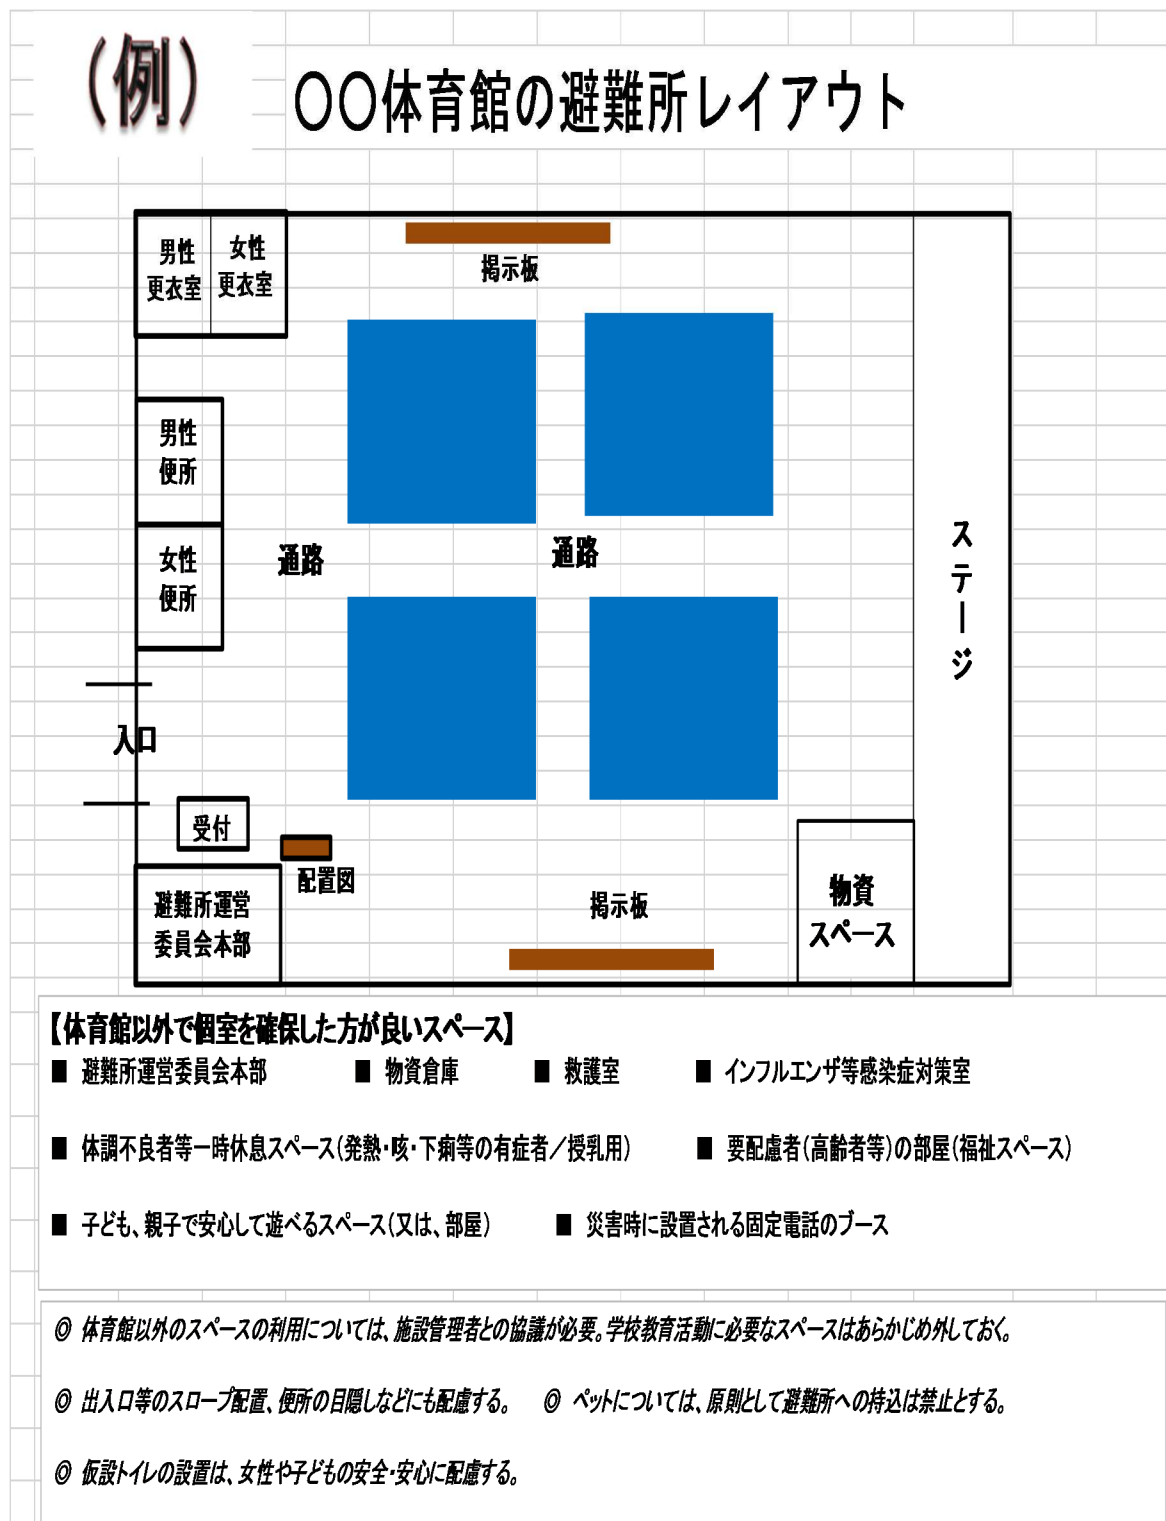 （例）
〇〇体育館の避難所レイアウト
男性
更衣室
女性
更衣室
掲示板
男性
便所
女性
便所
通路
通路
ステージ
入口
受付
配置図
避難所運営
委員会本部
掲示板
物資
スペース
【体育館以外で個室を確保した方が良いスペース】
■ 避難所運営委員会本部 ■ 物資倉庫 ■ 救護室 ■ インフルエンザ等感染症対策室
■ 体調不良者等一時休息スペース(発熱・咳・下痢等の有症者／授乳用) ■ 要配慮者(高齢者等)の部屋(福祉スペース)
■ 子ども、親子で安心して遊べるスペース(又は、部屋) ■ 災害時に設置される固定電話のブース
◎ 体育館以外のスペースの利用については、施設管理者との協議が必要。学校教育活動に必要なスペースはあらかじめ外しておく。
◎ 出入口等のスロープ配置、便所の目隠しなどにも配慮する。 ◎ ペットについては、原則として避難所への持込は禁止とする。
◎ 仮設トイレの設置は、女性や子どもの安全・安心に配慮する。